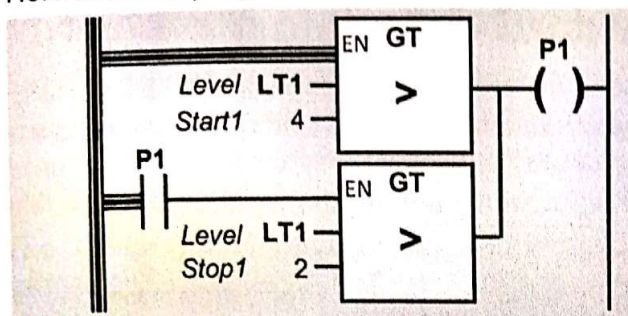 EN GT P1
Level LT1 >
Start1 4
P1
EN GT
Level LT1 >
Stop1 2